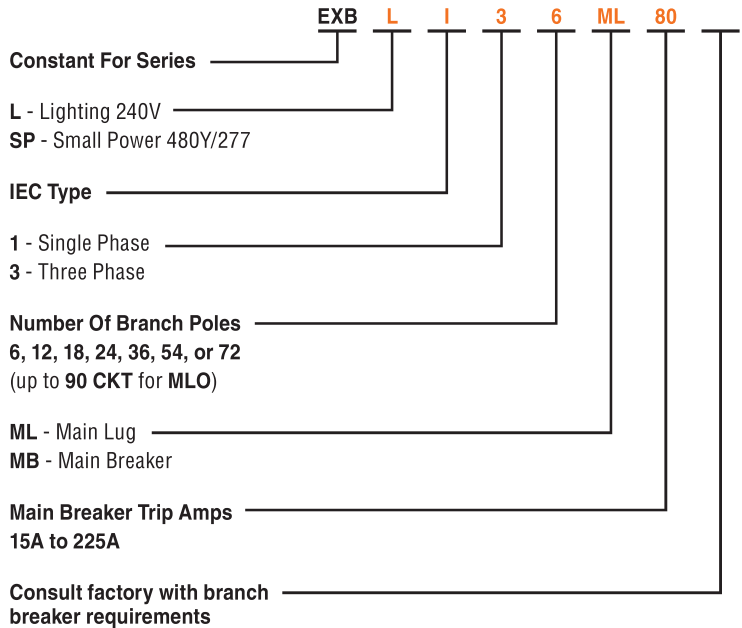 EXB L I 3 6 ML 80
Constant For Series
L - Lighting 240V
SP - Small Power 480Y/277
IEC Type
1 - Single Phase
3 - Three Phase
Number Of Branch Poles
6, 12, 18, 24, 36, 54, or 72
(up to 90 CKT for MLO)
ML - Main Lug
MB - Main Breaker
Main Breaker Trip Amps
15A to 225A
Consult factory with branch
breaker requirements